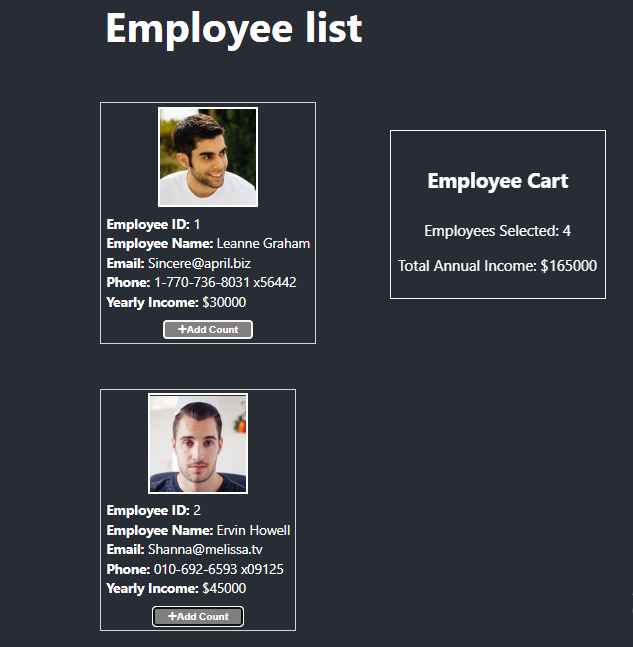 Employee list
Employee ID: 1
Employee Name: Leanne Graham
Email: Sincere@april.biz
Phone: 1-770-736-8031 x56442
Yearly Income: $30000
+Add Count
Employee Cart
Employees Selected: 4
Total Annual Income: $165000
Employee ID: 2
Employee Name: Ervin Howell
Email: Shanna@melissa.tv
Phone: 010-692-6593 x09125
Yearly Income: $45000
+Add Count